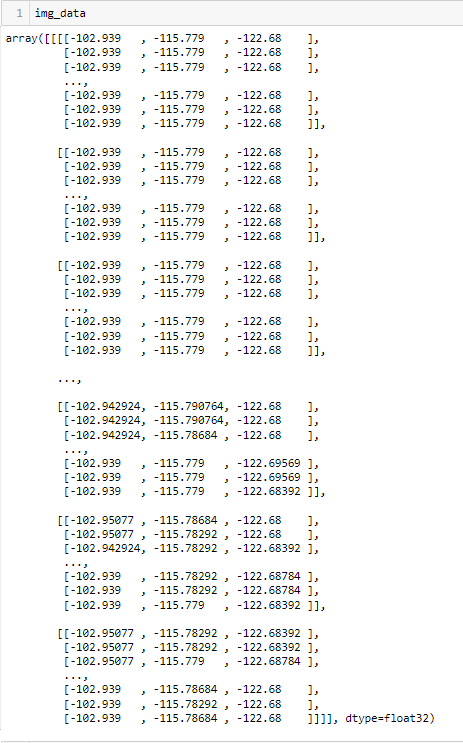 1 img_data
array([[[[-102.939   , -115.779   , -122.68    ],
[-102.939   , -115.779   , -122.68    ],
[-102.939   , -115.779   , -122.68    ],
...,
[-102.939   , -115.779   , -122.68    ],
[-102.939   , -115.779   , -122.68    ],
[-102.939   , -115.779   , -122.68    ]],
[[-102.939   , -115.779   , -122.68    ],
[-102.939   , -115.779   , -122.68    ],
[-102.939   , -115.779   , -122.68    ],
...,
[-102.939   , -115.779   , -122.68    ],
[-102.939   , -115.779   , -122.68    ],
[-102.939   , -115.779   , -122.68    ]],
[[-102.939   , -115.779   , -122.68    ],
[-102.939   , -115.779   , -122.68    ],
[-102.939   , -115.779   , -122.68    ],
...,
[-102.939   , -115.779   , -122.68    ],
[-102.939   , -115.779   , -122.68    ],
[-102.939   , -115.779   , -122.68    ]],
...,
[[-102.942924, -115.790764, -122.68    ],
[-102.942924, -115.790764, -122.68    ],
[-102.942924, -115.78684 , -122.68    ],
...,
[-102.939   , -115.779   , -122.69569 ],
[-102.939   , -115.779   , -122.69569 ],
[-102.939   , -115.779   , -122.68392 ]],
[[-102.95077 , -115.78684 , -122.68    ],
[-102.95077 , -115.78292 , -122.68    ],
[-102.942924, -115.78292 , -122.68392 ],
...,
[-102.939   , -115.78292 , -122.68784 ],
[-102.939   , -115.78292 , -122.68784 ],
[-102.939   , -115.779   , -122.68392 ]],
[[-102.95077 , -115.78292 , -122.68392 ],
[-102.95077 , -115.78292 , -122.68392 ],
[-102.95077 , -115.779   , -122.68784 ],
...,
[-102.939   , -115.78684 , -122.68    ],
[-102.939   , -115.78292 , -122.68    ],
[-102.939   , -115.78684 , -122.68    ]]]], dtype=float32)